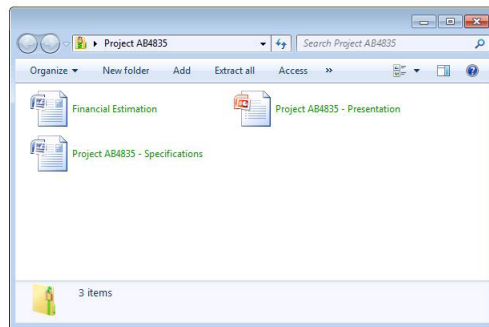 Project AB4835
Search Project AB4835
Organize New folder Add Extract all Access »
Financial Estimation
Project AB4835 - Presentation
Project AB4835 - Specifications
3 items